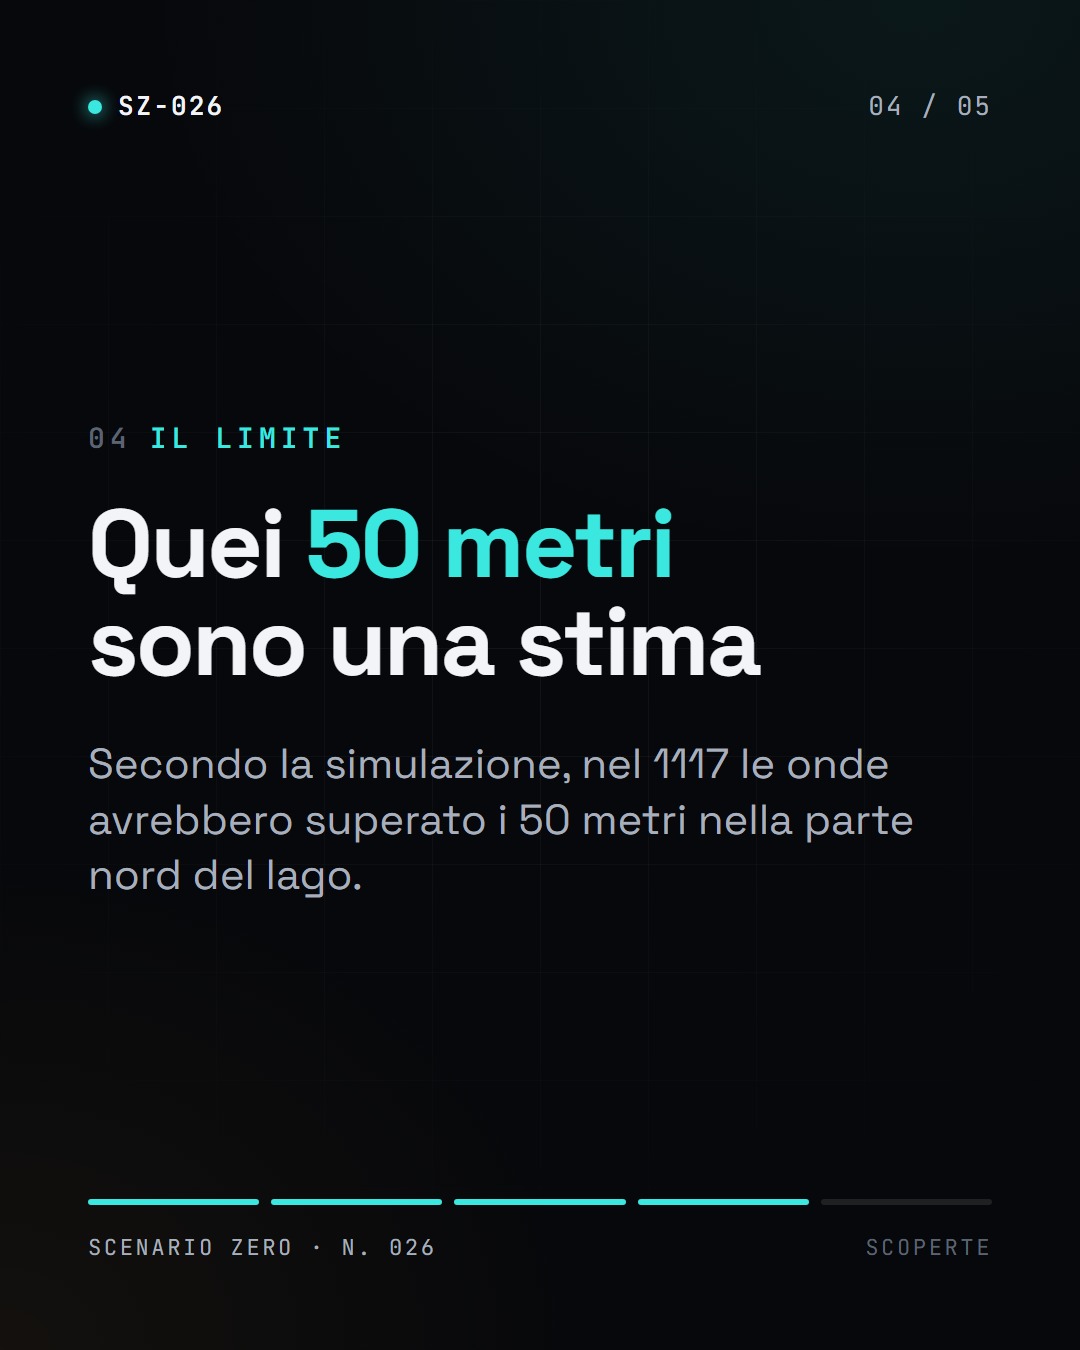 SZ-026
04 / 05
04 IL LIMITE
Quei 50 metri
sono una stima
Secondo la simulazione, nel 1117 le onde
avrebbero superato i 50 metri nella parte
nord del lago.
SCENARIO ZERO · N. 026
SCOPERTE